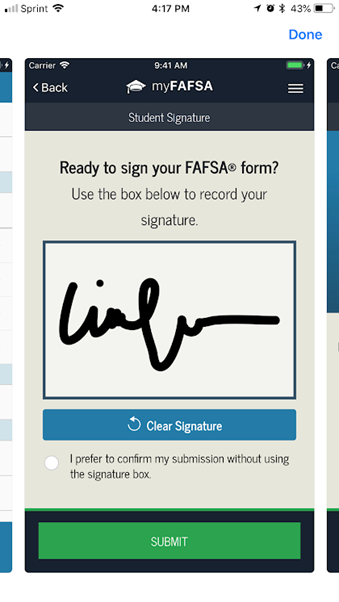 Sprint 4:17 PM 43%
Done
Carrier 9:41 AM
Back myFAFSA
Student Signature
Ready to sign your FAFSA® form?
Use the box below to record your
signature.
Clear Signature
I prefer to confirm my submission without using
the signature box.
SUBMIT